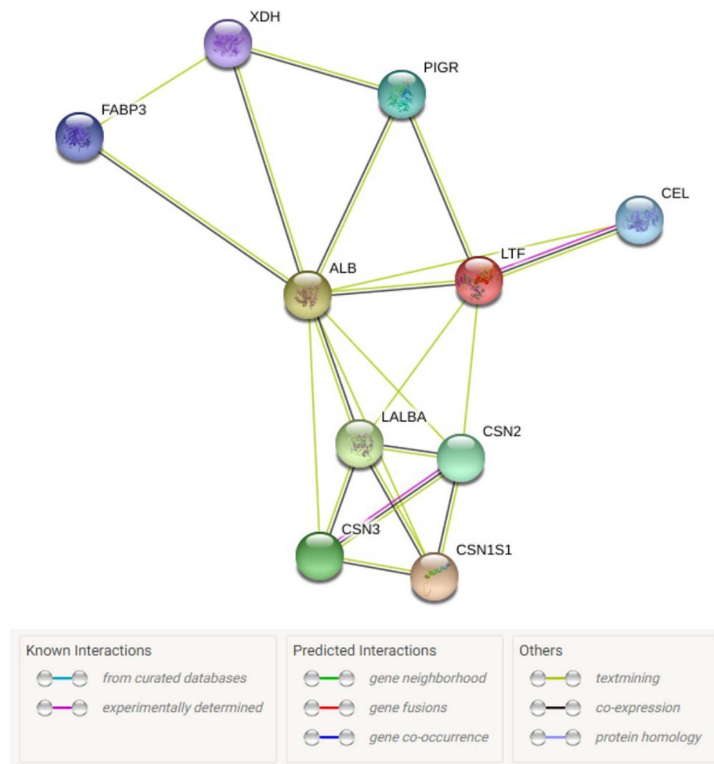 XDH
PIGR
FABP3
CEL
LTF
ALB
LALBA
CSN2
CSN3
CSN1S1
Known Interactions
from curated databases
experimentally determined
Predicted Interactions
gene neighborhood
gene fusions
gene co-occurrence
Others
textmining
co-expression
protein homology